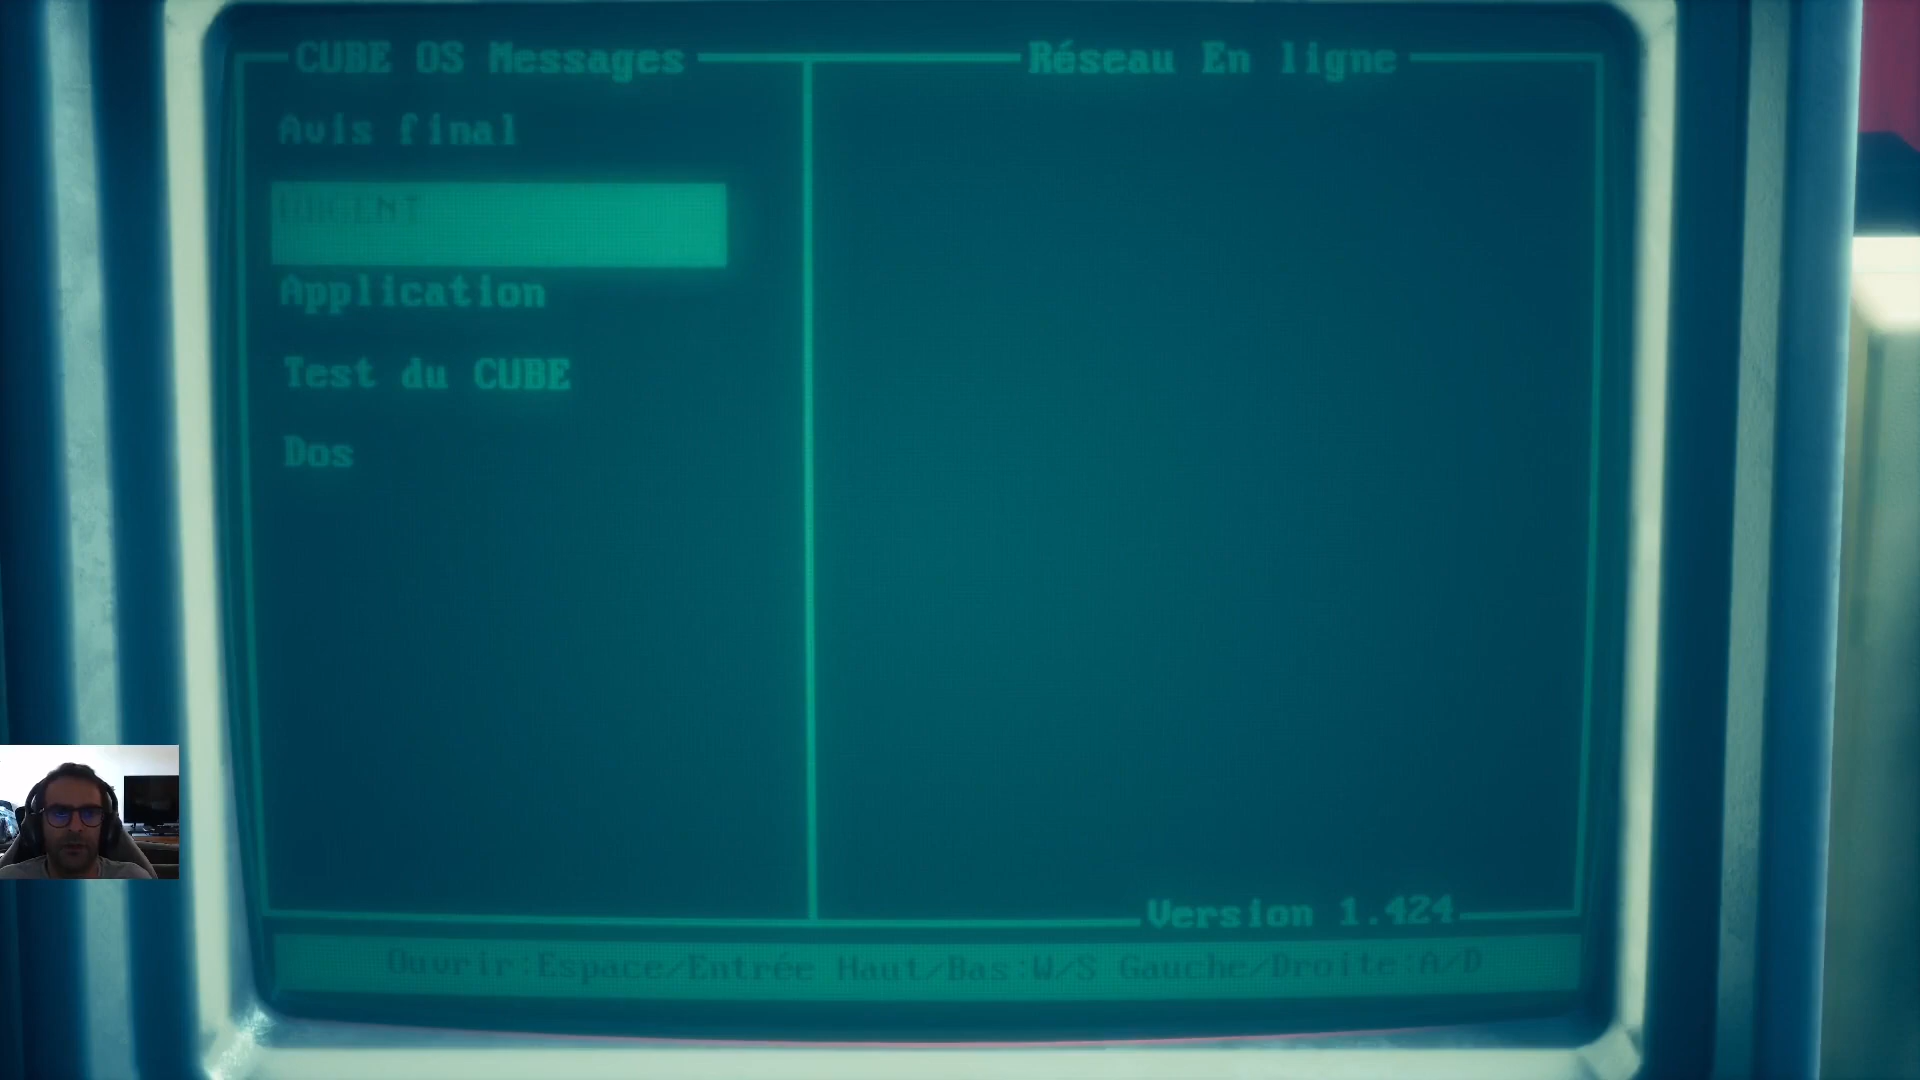 CUBE OS Messages
Réseau En ligne
Avis final
URGENT
Application
Test du CUBE
Dos
Version 1.424
Ouvrir:Espace/Entrée Haut/Bas:W/S Gauche/Droite:A/D